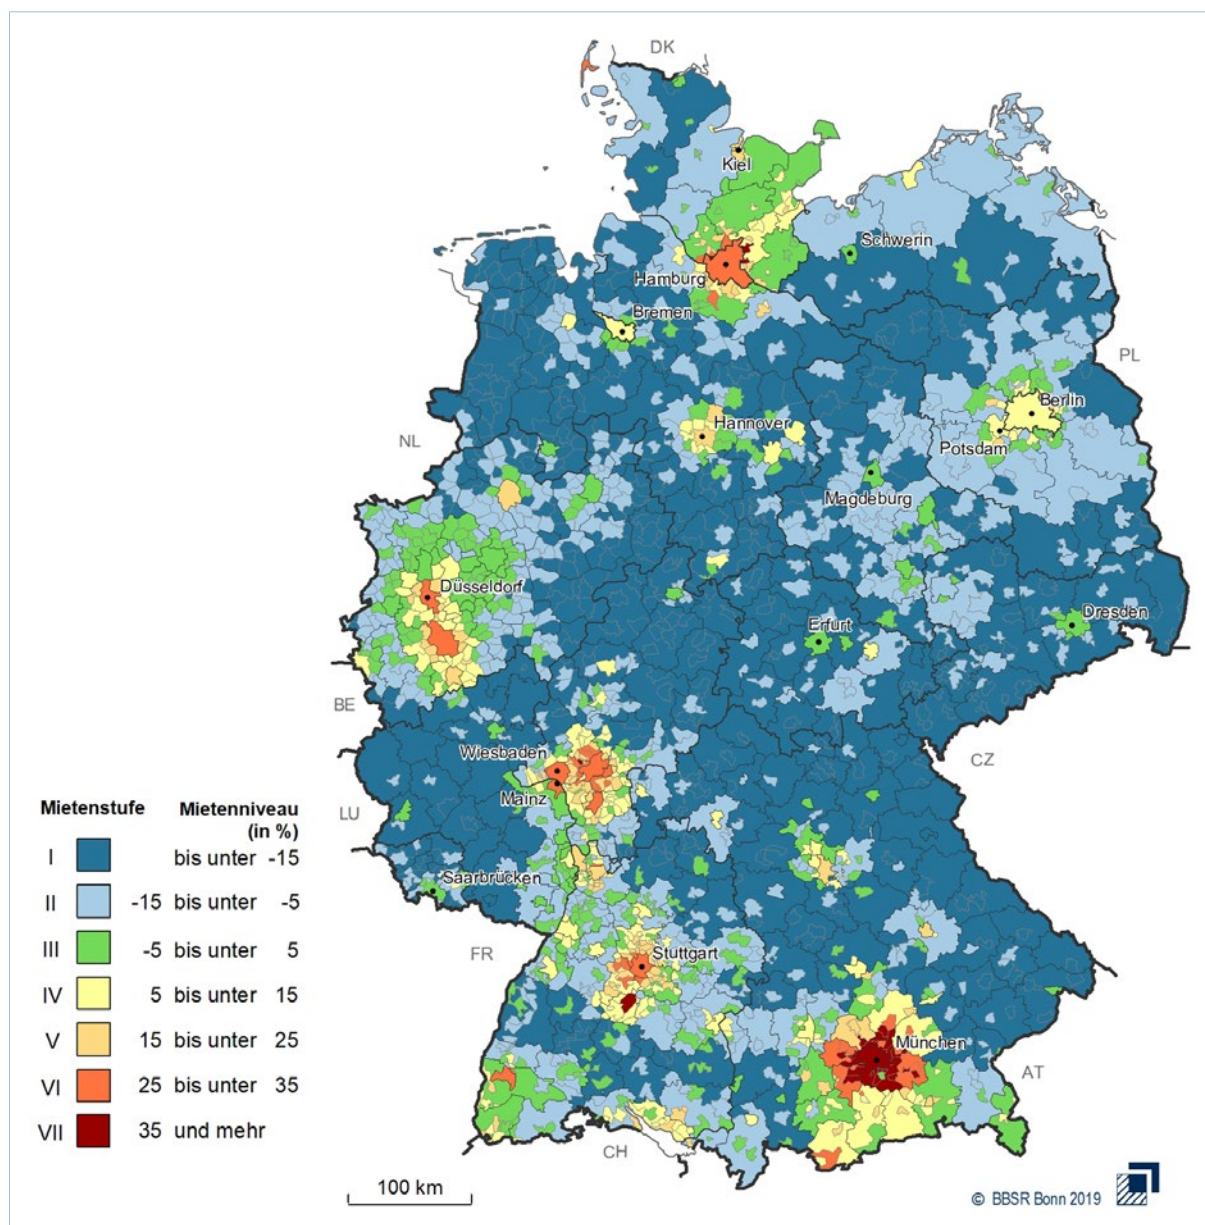 DK
Kiel
Schwerin
Hamburg
Bremen
PL
Berlin
Hannover
NL
Potsdam
Magdeburg
Düsseldorf
Dresden
Erfurt
BE
Wiesbaden
CZ
Mainz
LU
Saarbrücken
FR
Stuttgart
München
AT
CH
Mietenstufe Mietenniveau
(in %)
I bis unter -15
II -15 bis unter -5
III -5 bis unter 5
IV 5 bis unter 15
V 15 bis unter 25
VI 25 bis unter 35
VII 35 und mehr
100 km
© BBSR Bonn 2019